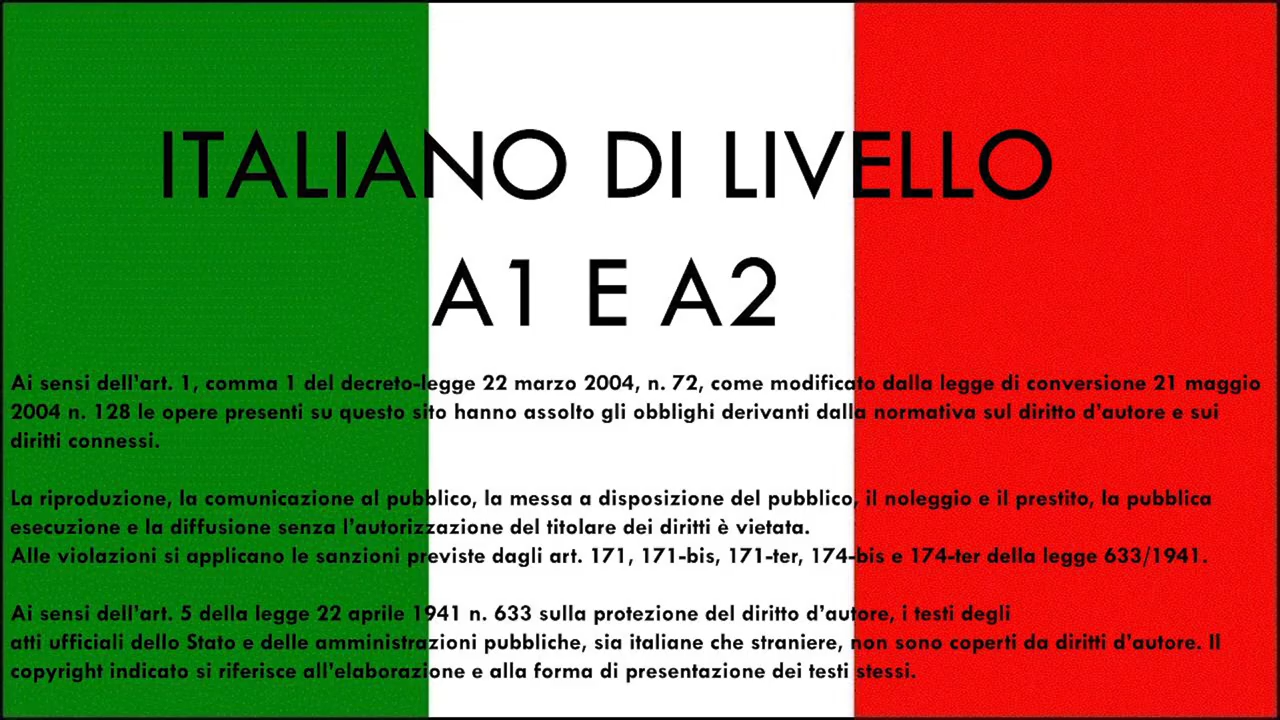 ITALIANO DI LIVELLO
A1 E A2
Ai sensi dell'art. 1, comma 1 del decreto-legge 22 marzo 2004, n. 72, come modificato dalla legge di conversione 21 maggio
2004 n. 128 le opere presenti su questo sito hanno assolto gli obblighi derivanti dalla normativa sul diritto d'autore e sui
diritti connessi.
La riproduzione, la comunicazione al pubblico, la messa a disposizione del pubblico, il noleggio e il prestito, la pubblica
esecuzione e la diffusione senza l'autorizzazione del titolare dei diritti è vietata.
Alle violazioni si applicano le sanzioni previste dagli art. 171, 171-bis, 171-ter, 174-bis e 174-ter della legge 633/1941.
Ai sensi dell'art. 5 della legge 22 aprile 1941 n. 633 sulla protezione del diritto d'autore, i testi degli
atti ufficiali dello Stato e delle amministrazioni pubbliche, sia italiane che straniere, non sono coperti da diritti d'autore. Il
copyright indicato si riferisce all'elaborazione e alla forma di presentazione dei testi stessi.